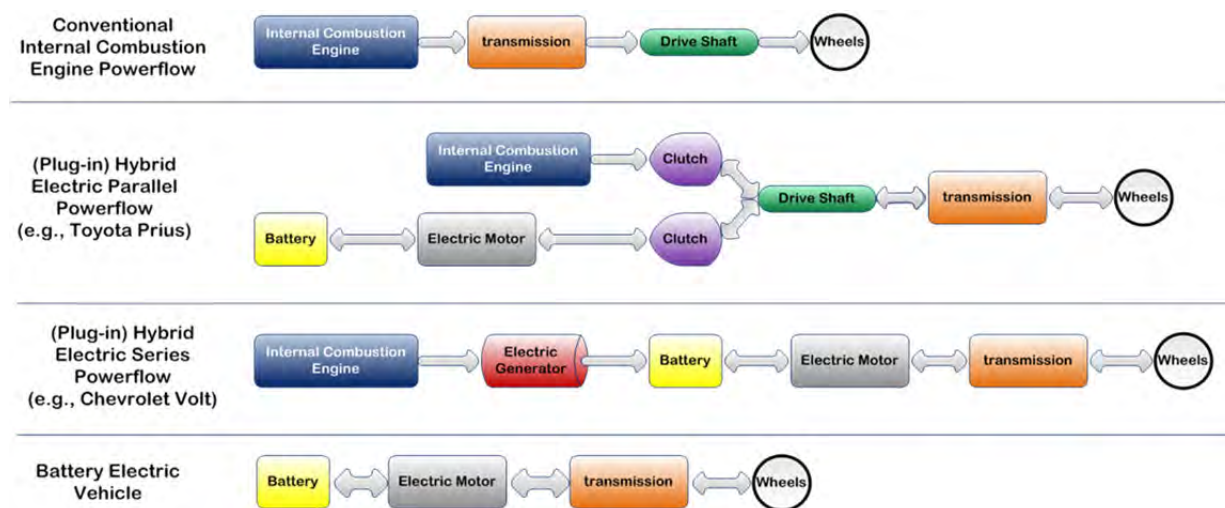 Conventional
Internal Combustion
Engine Powerflow
Internal Combustion
Engine
transmission
Drive Shaft
Wheels
(Plug-in) Hybrid
Electric Parallel
Powerflow
(e.g., Toyota Prius)
Internal Combustion
Engine
Clutch
Battery
Electric Motor
Clutch
Drive Shaft
transmission
Wheels
(Plug-in) Hybrid
Electric Series
Powerflow
(e.g., Chevrolet Volt)
Internal Combustion
Engine
Electric
Generator
Battery
Electric Motor
transmission
Wheels
Battery Electric
Vehicle
Battery
Electric Motor
transmission
Wheels